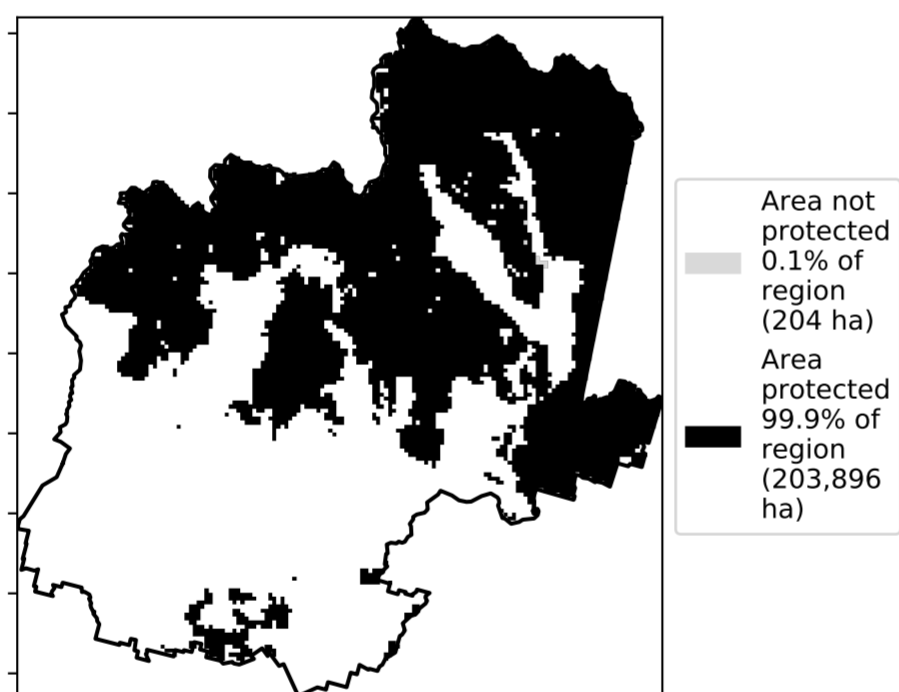 Area not
protected
0.1% of
region
(204 ha)
Area
protected
99.9% of
region
(203,896
ha)